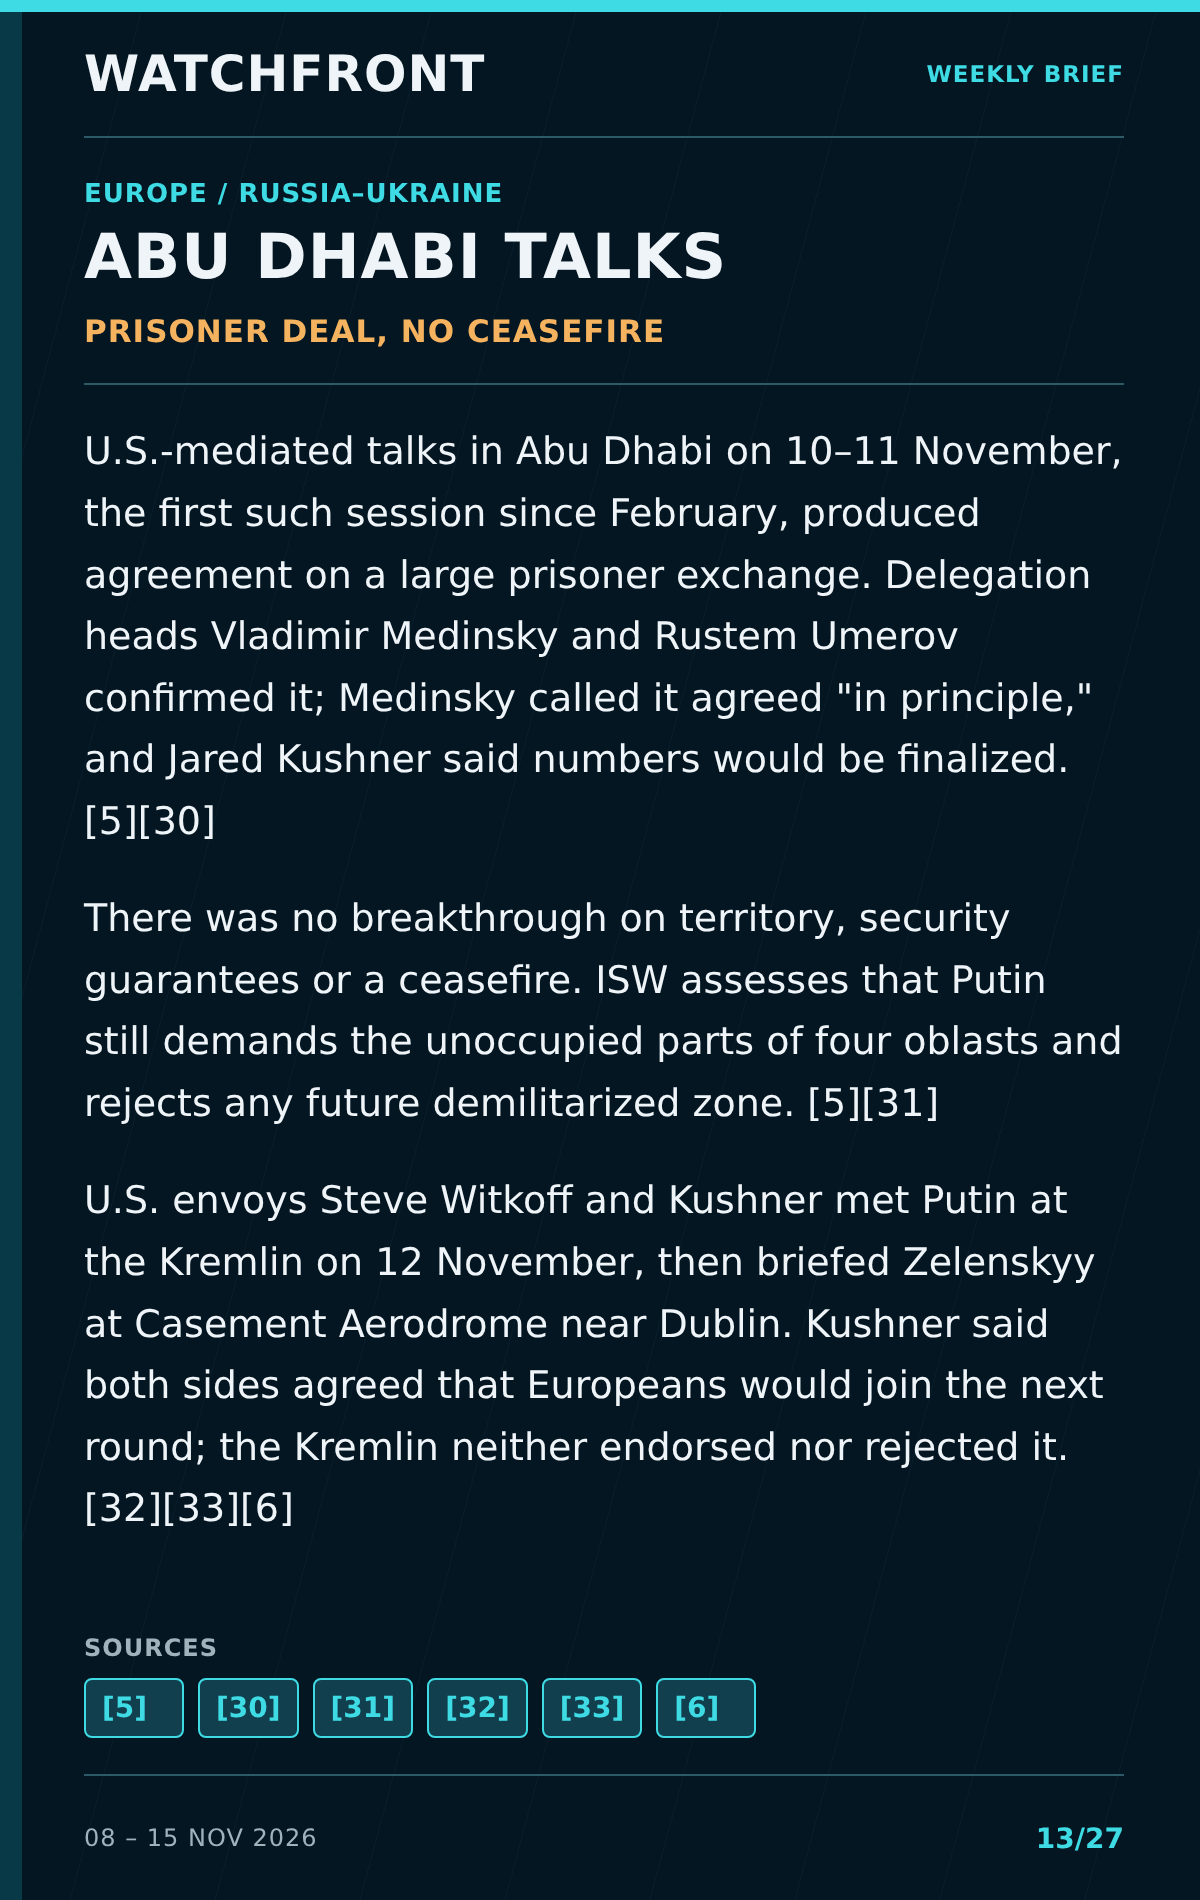 WATCHFRONT
WEEKLY BRIEF
EUROPE / RUSSIA–UKRAINE
ABU DHABI TALKS
PRISONER DEAL, NO CEASEFIRE
U.S.-mediated talks in Abu Dhabi on 10–11 November,
the first such session since February, produced
agreement on a large prisoner exchange. Delegation
heads Vladimir Medinsky and Rustem Umerov
confirmed it; Medinsky called it agreed "in principle,"
and Jared Kushner said numbers would be finalized.
[5][30]
There was no breakthrough on territory, security
guarantees or a ceasefire. ISW assesses that Putin
still demands the unoccupied parts of four oblasts and
rejects any future demilitarized zone. [5][31]
U.S. envoys Steve Witkoff and Kushner met Putin at
the Kremlin on 12 November, then briefed Zelenskyy
at Casement Aerodrome near Dublin. Kushner said
both sides agreed that Europeans would join the next
round; the Kremlin neither endorsed nor rejected it.
[32][33][6]
SOURCES
[5] [30] [31] [32] [33] [6]
08 – 15 NOV 2026
13/27